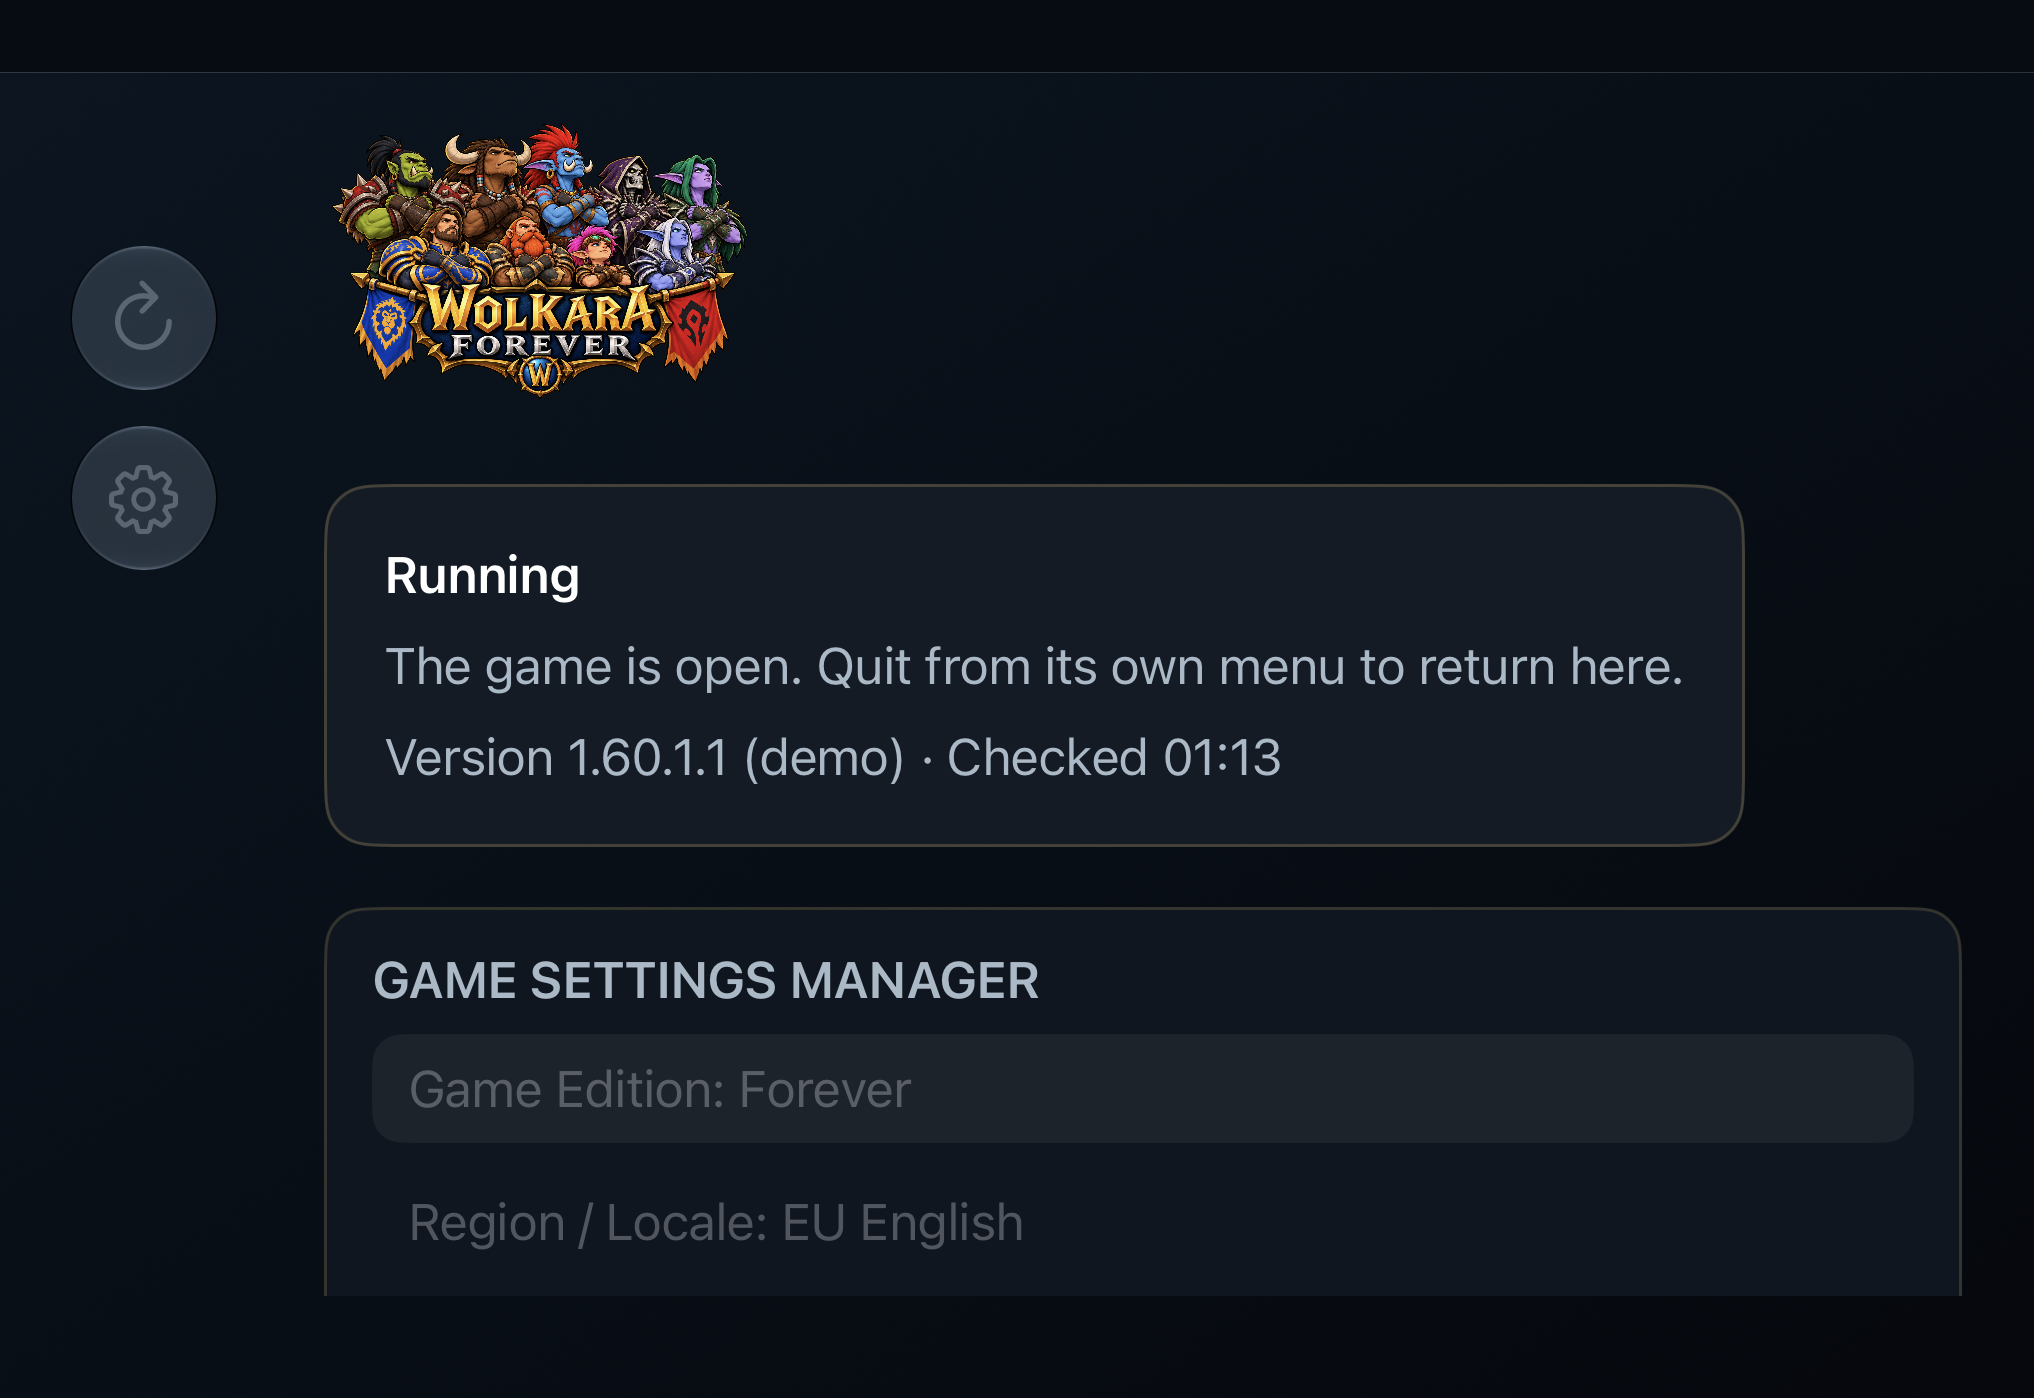 WOLKARA
FOREVER
W
Running
The game is open. Quit from its own menu to return here.
Version 1.60.1.1 (demo) · Checked 01:13
GAME SETTINGS MANAGER
Game Edition: Forever
Region / Locale: EU English